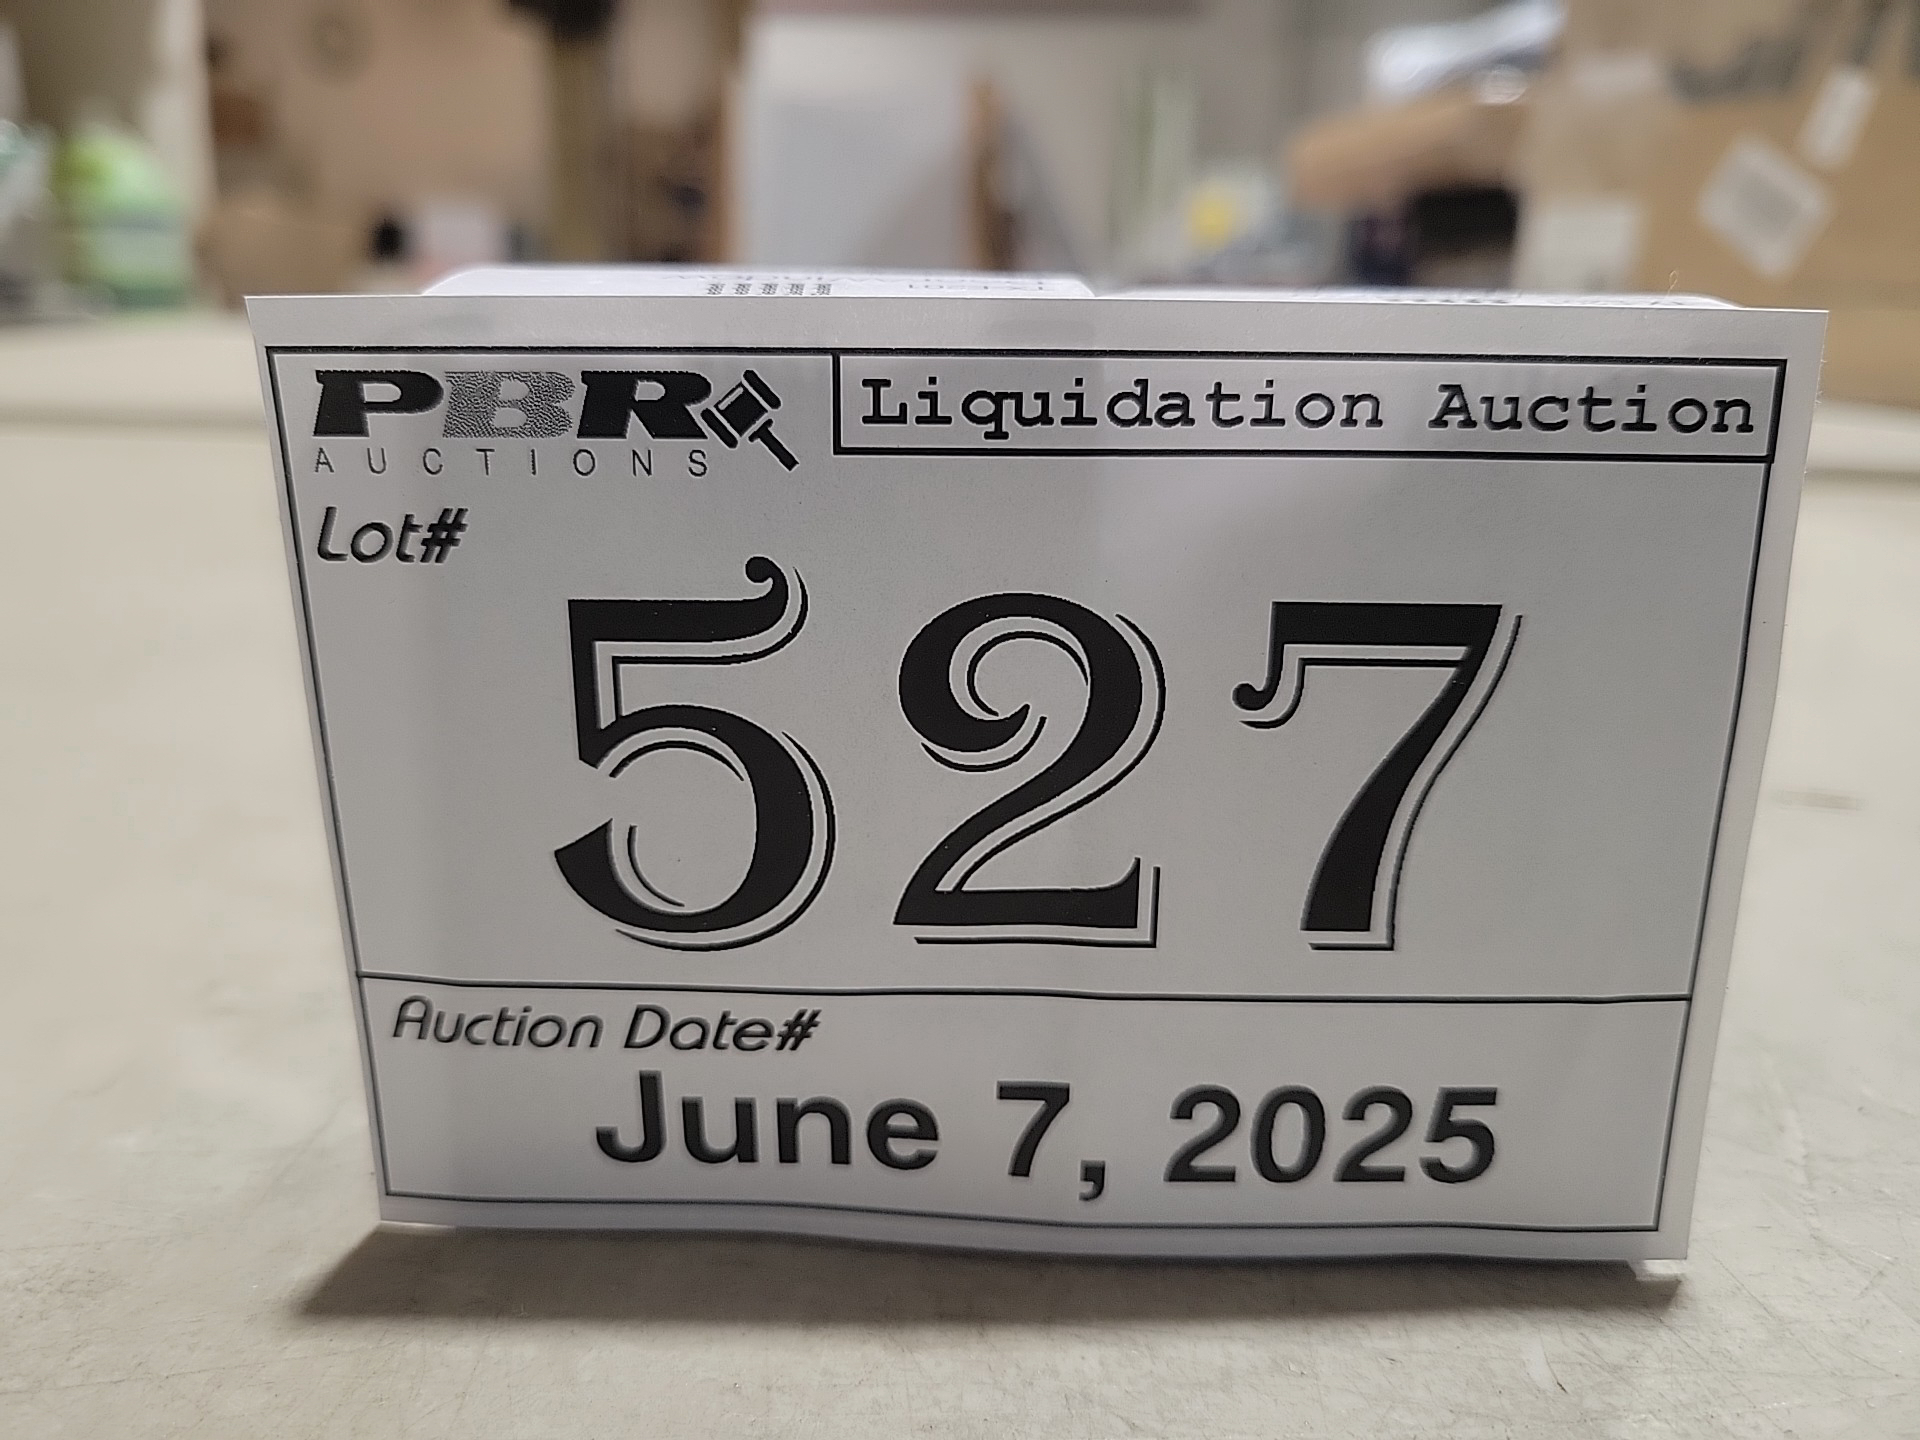 PBR
AUCTIONS
Liquidation Auction
Lot#
527
Auction Date#
June 7, 2025